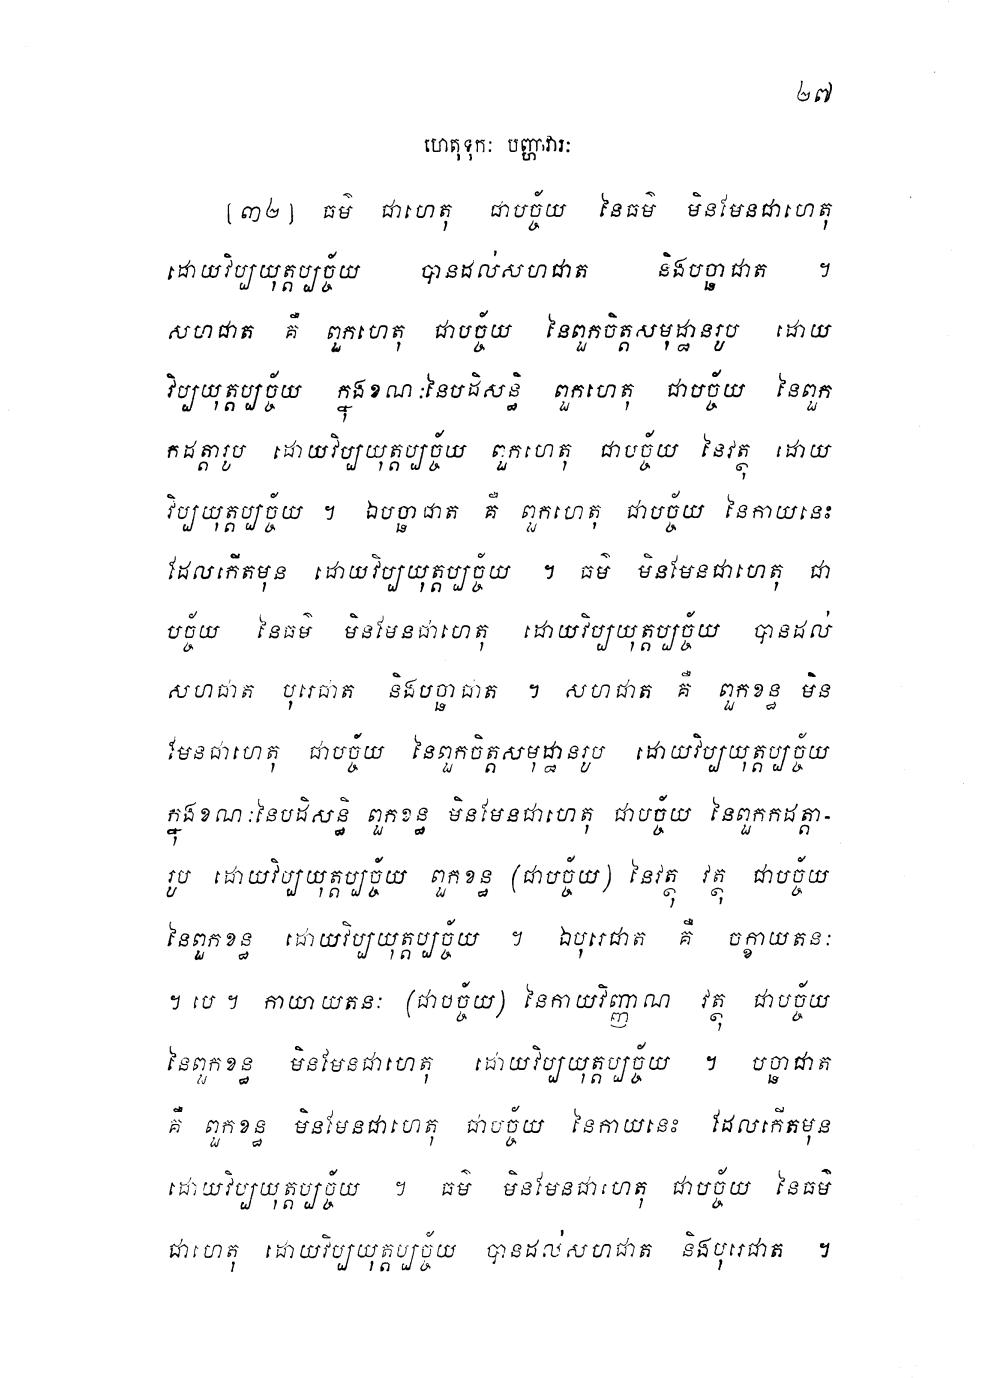 ២៧
ហេតុទុកៈ បញ្ហាវារៈ
[៣២] ធម៌ ជាហេតុ ជាបច្ច័យ នៃធម៌ មិនមែនជាហេតុ
ដោយវិប្បយុត្តប្បច្ច័យ បានដល់សហជាត និងបច្ឆាជាត ។
សហជាត គឺ ពួកហេតុ ជាបច្ច័យ នៃពួកចិត្តសមុដ្ឋានរូប ដោយ
វិប្បយុត្តប្បច្ច័យ ក្នុងខណៈនៃបដិសន្ធិ ពួកហេតុ ជាបច្ច័យ នៃពួក
កដត្តារូប ដោយវិប្បយុត្តប្បច្ច័យ ពួកហេតុ ជាបច្ច័យ នៃវត្ថុ ដោយ
វិប្បយុត្តប្បច្ច័យ ។ ឯបច្ឆាជាត គឺ ពួកហេតុ ជាបច្ច័យ នៃកាយនេះ
ដែលកើតមុន ដោយវិប្បយុត្តប្បច្ច័យ ។ ធម៌ មិនមែនជាហេតុ ជា
បច្ច័យ នៃធម៌ មិនមែនជាហេតុ ដោយវិប្បយុត្តប្បច្ច័យ បានដល់
សហជាត បុរេជាត និងបច្ឆាជាត ។ សហជាត គឺ ពួកខន្ធ មិន
មែនជាហេតុ ជាបច្ច័យ នៃពួកចិត្តសមុដ្ឋានរូប ដោយវិប្បយុត្តប្បច្ច័យ
ក្នុងខណៈនៃបដិសន្ធិ ពួកខន្ធ មិនមែនជាហេតុ ជាបច្ច័យ នៃពួកកដត្តា-
រូប ដោយវិប្បយុត្តប្បច្ច័យ ពួកខន្ធ (ជាបច្ច័យ) នៃវត្ថុ វត្ថុ ជាបច្ច័យ
នៃពួកខន្ធ ដោយវិប្បយុត្តប្បច្ច័យ ។ ឯបុរេជាត គឺ ចក្ខាយតនៈ
។ បេ ។ កាយាយតនៈ (ជាបច្ច័យ) នៃកាយវិញ្ញាណ វត្ថុ ជាបច្ច័យ
នៃពួកខន្ធ មិនមែនជាហេតុ ដោយវិប្បយុត្តប្បច្ច័យ ។ បច្ឆាជាត
គឺ ពួកខន្ធ មិនមែនជាហេតុ ជាបច្ច័យ នៃកាយនេះ ដែលកើតមុន
ដោយវិប្បយុត្តប្បច្ច័យ ។ ធម៌ មិនមែនជាហេតុ ជាបច្ច័យ នៃធម៌
ជាហេតុ ដោយវិប្បយុត្តប្បច្ច័យ បានដល់សហជាត និងបុរេជាត ។